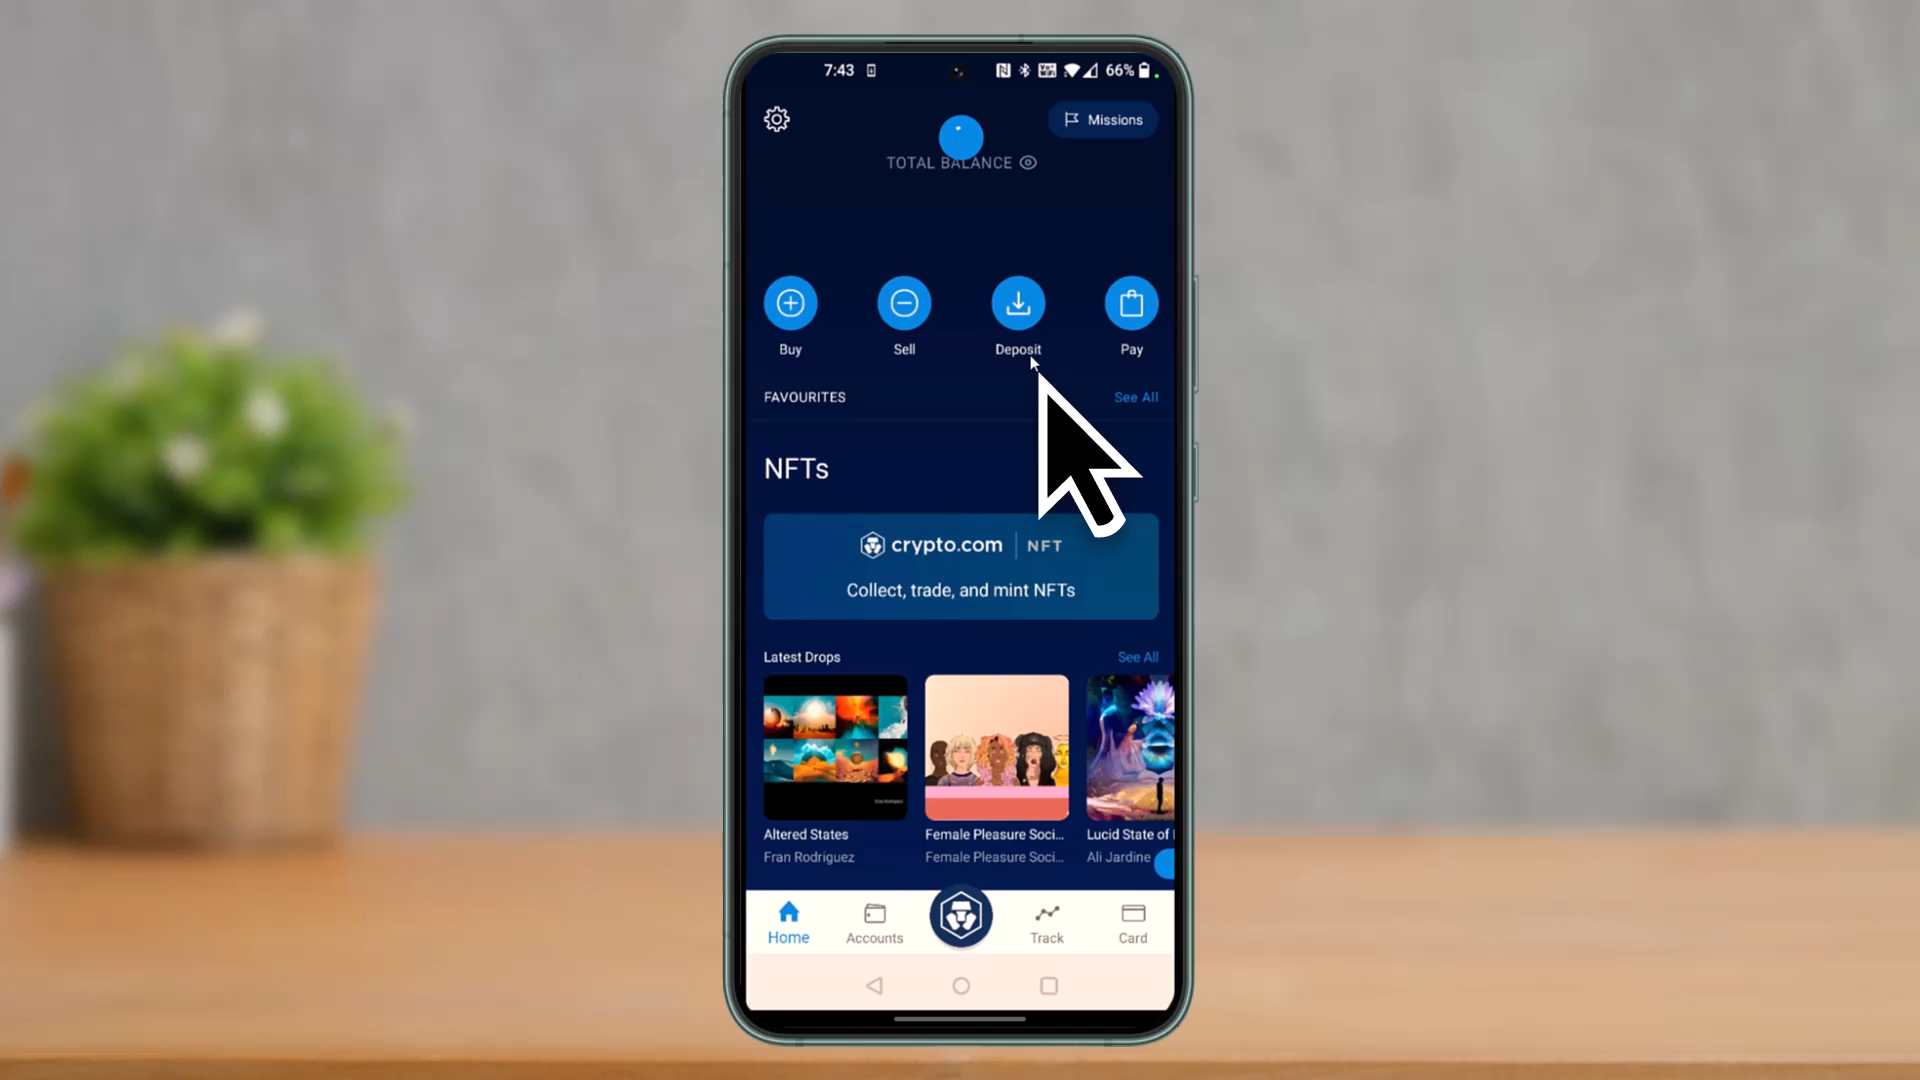 7:43
66%
Missions
TOTAL BALANCE
Buy Sell Deposit Pay
FAVOURITES See All
NFTs
crypto.com | NFT
Collect, trade, and mint NFTs
Latest Drops See All
Altered States Female Pleasure Soci... Lucid State of
Fran Rodriguez Female Pleasure Soci... Ali Jardine
Home Accounts Track Card